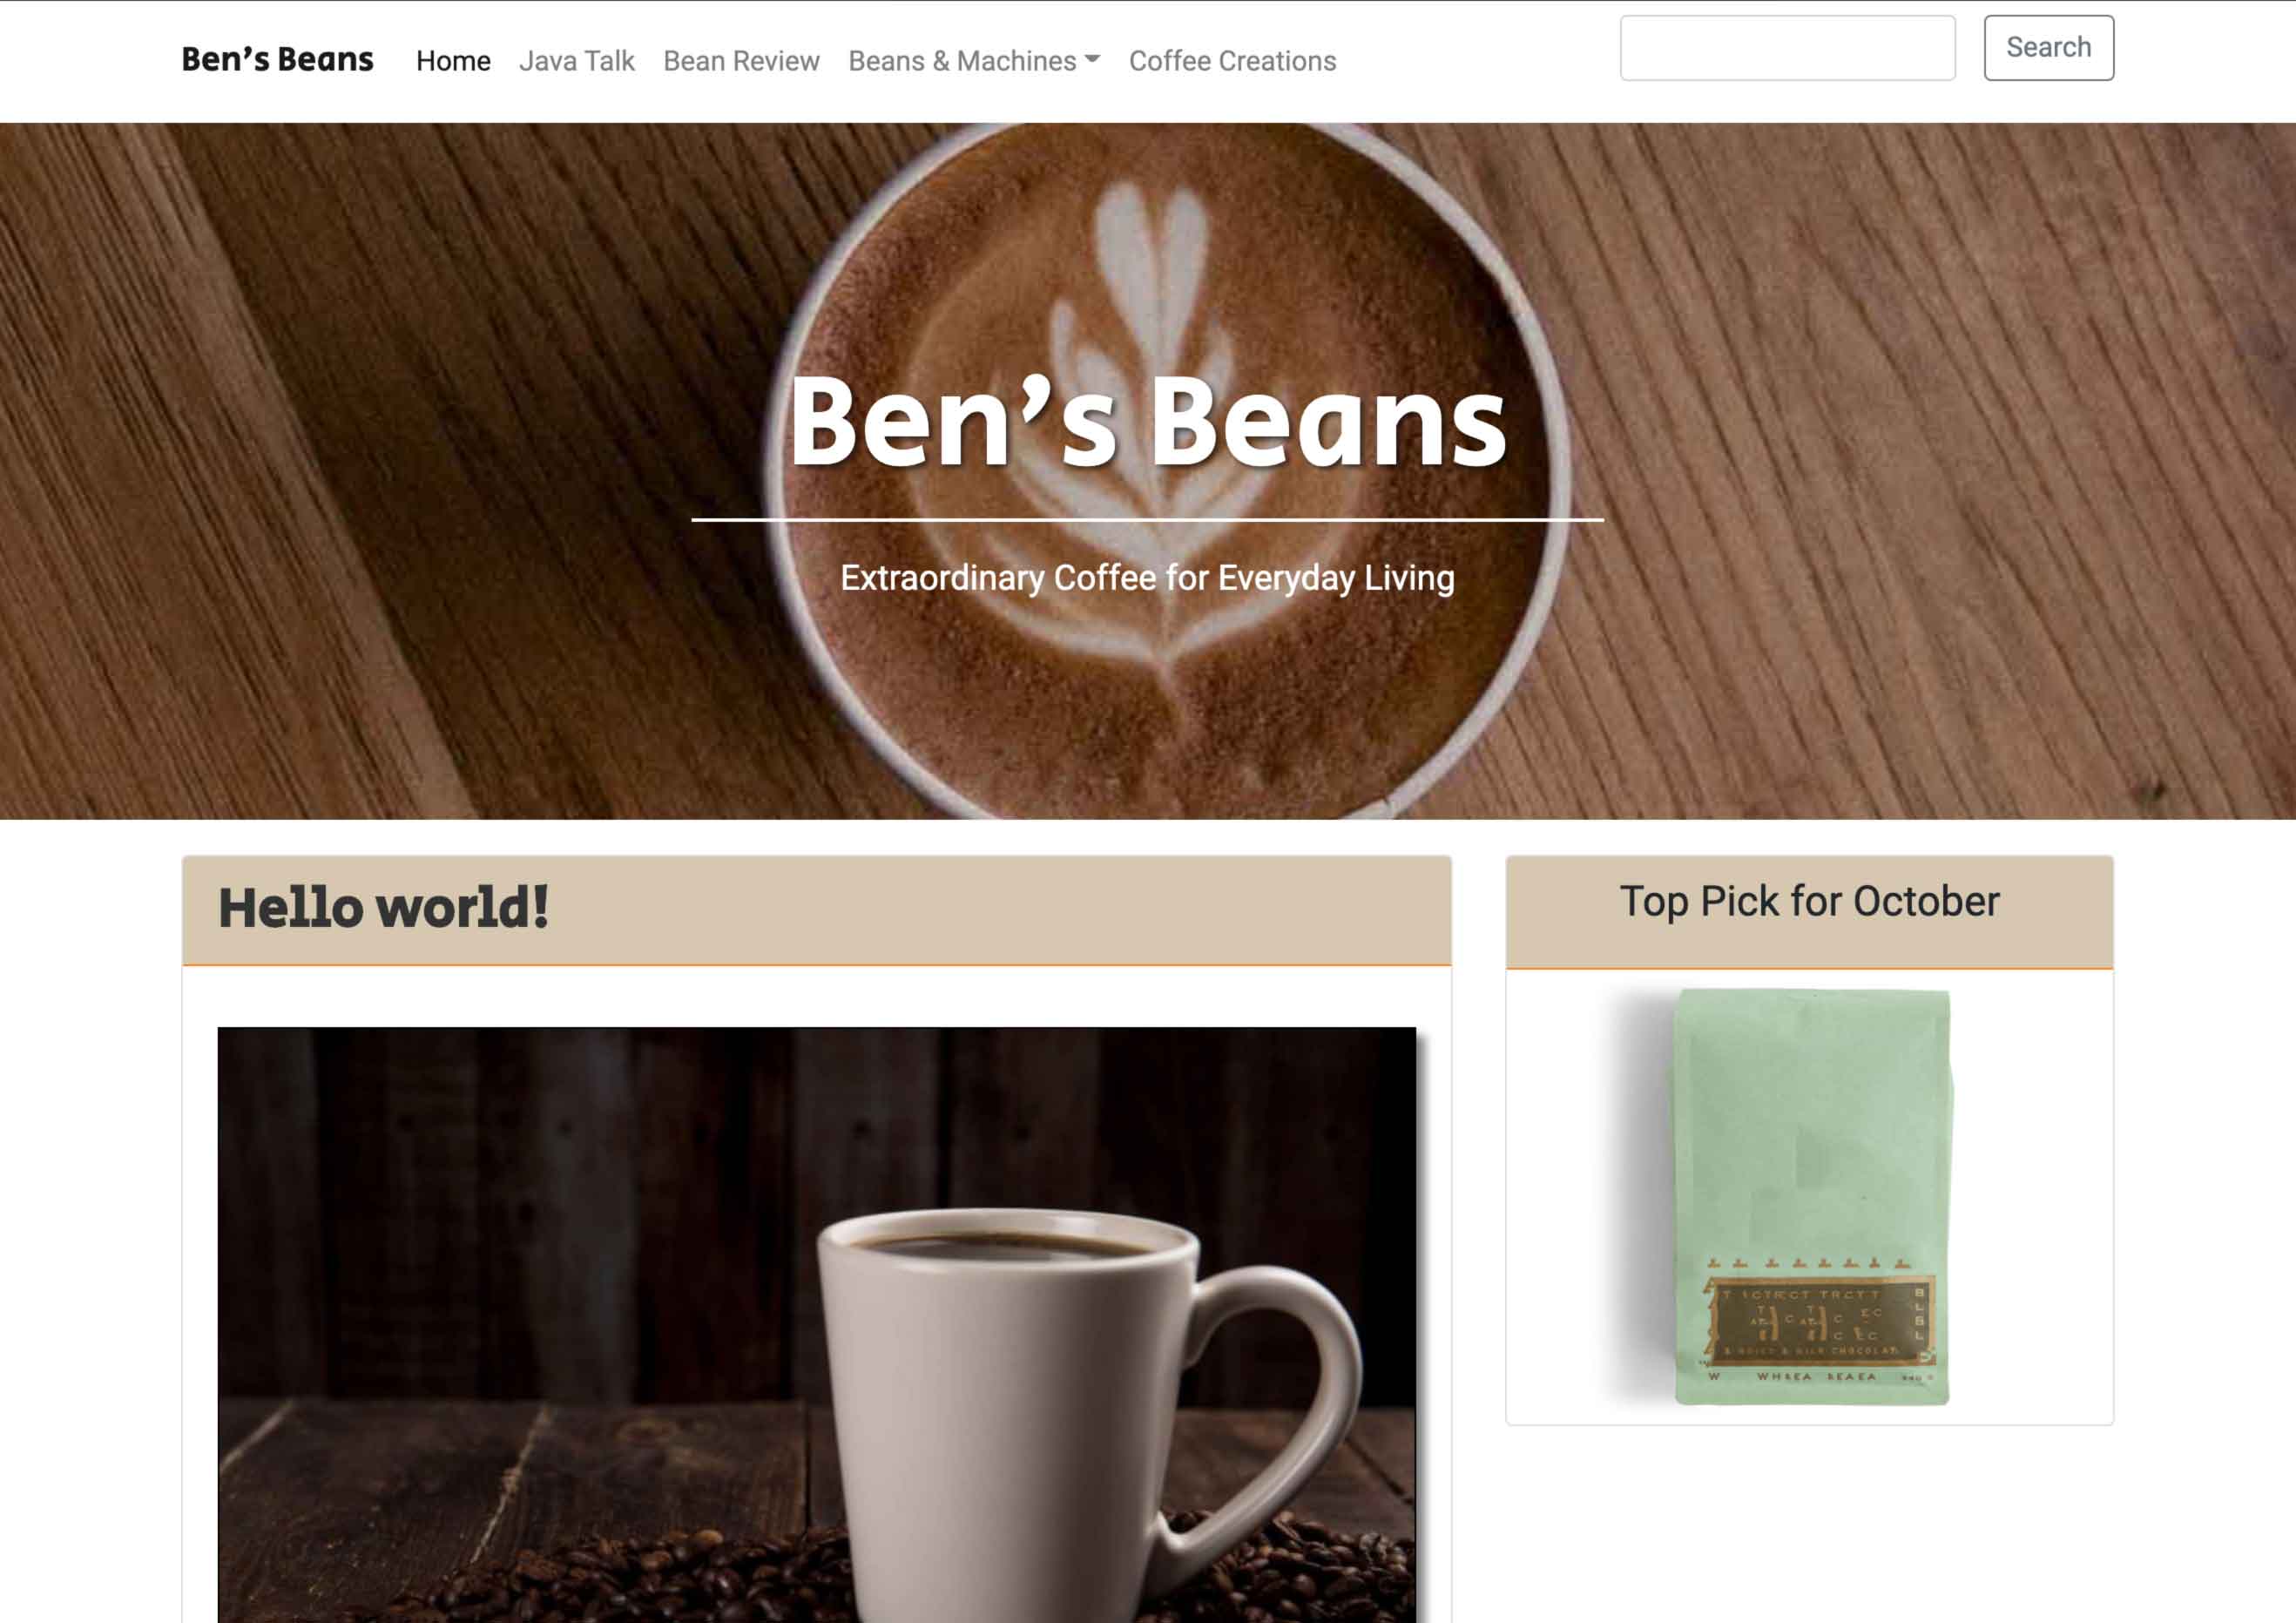 Ben's Beans Home Java Talk Bean Review Beans & Machines Coffee Creations Search
Ben's Beans
Extraordinary Coffee for Everyday Living
Hello world!
Top Pick for October